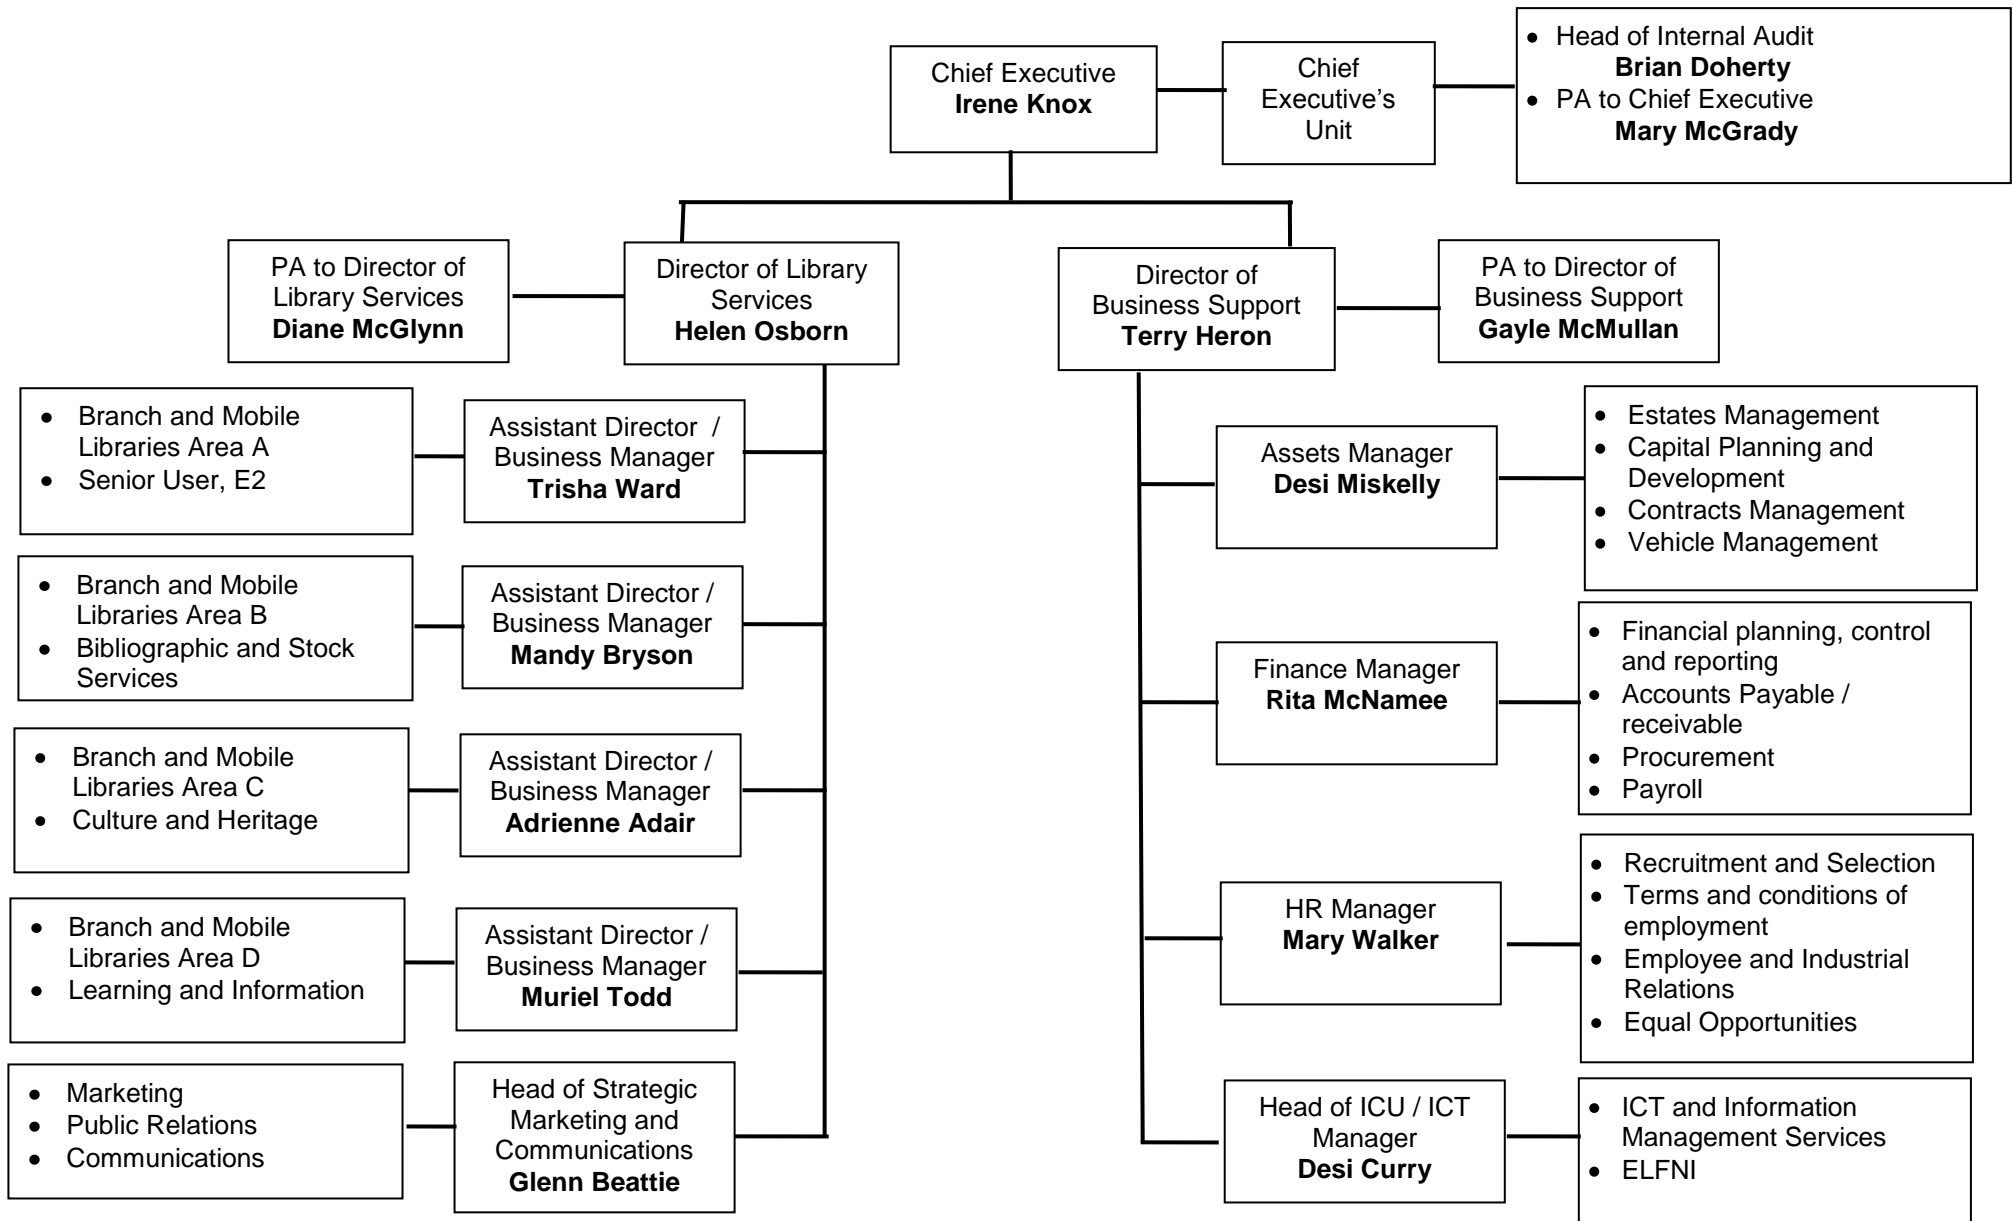 Chief Executive
Irene Knox
Chief
Executive's
Unit
• Head of Internal Audit
Brian Doherty
• PA to Chief Executive
Mary McGrady
PA to Director of
Library Services
Diane McGlynn
Director of Library
Services
Helen Osborn
Director of
Business Support
Terry Heron
PA to Director of
Business Support
Gayle McMullan
• Branch and Mobile
Libraries Area A
• Senior User, E2
Assistant Director /
Business Manager
Trisha Ward
• Branch and Mobile
Libraries Area B
• Bibliographic and Stock
Services
Assistant Director /
Business Manager
Mandy Bryson
• Branch and Mobile
Libraries Area C
• Culture and Heritage
Assistant Director /
Business Manager
Adrienne Adair
• Branch and Mobile
Libraries Area D
• Learning and Information
Assistant Director /
Business Manager
Muriel Todd
• Marketing
• Public Relations
• Communications
Head of Strategic
Marketing and
Communications
Glenn Beattie
Assets Manager
Desi Miskelly
• Estates Management
• Capital Planning and
Development
• Contracts Management
• Vehicle Management
Finance Manager
Rita McNamee
• Financial planning, control
and reporting
• Accounts Payable /
receivable
• Procurement
• Payroll
HR Manager
Mary Walker
• Recruitment and Selection
• Terms and conditions of
employment
• Employee and Industrial
Relations
• Equal Opportunities
Head of ICU / ICT
Manager
Desi Curry
• ICT and Information
Management Services
• ELFNI